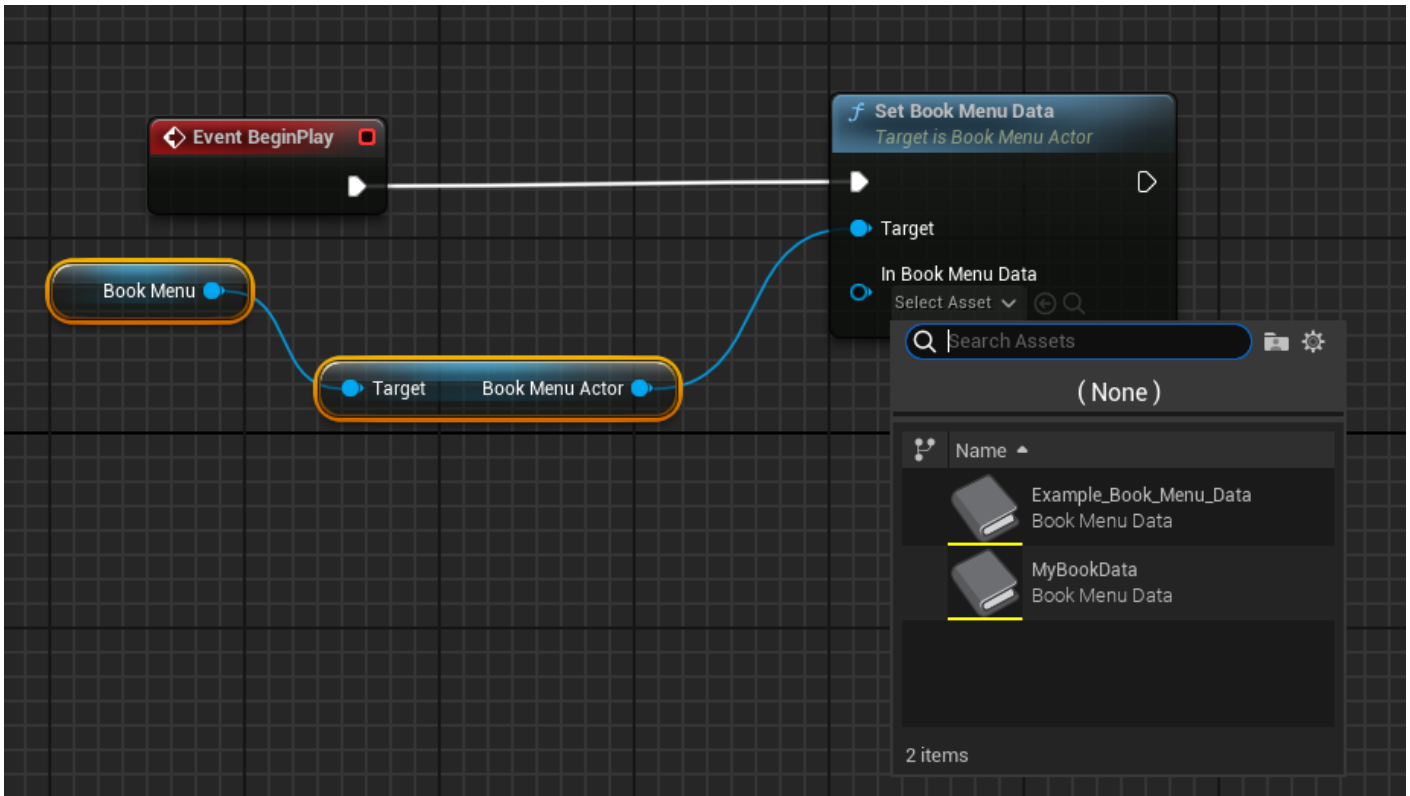 Event BeginPlay
f Set Book Menu Data
Target is Book Menu Actor
Target
In Book Menu Data
Select Asset
Book Menu
Target Book Menu Actor
Search Assets
( None )
Name
Example_Book_Menu_Data
Book Menu Data
MyBookData
Book Menu Data
2 items